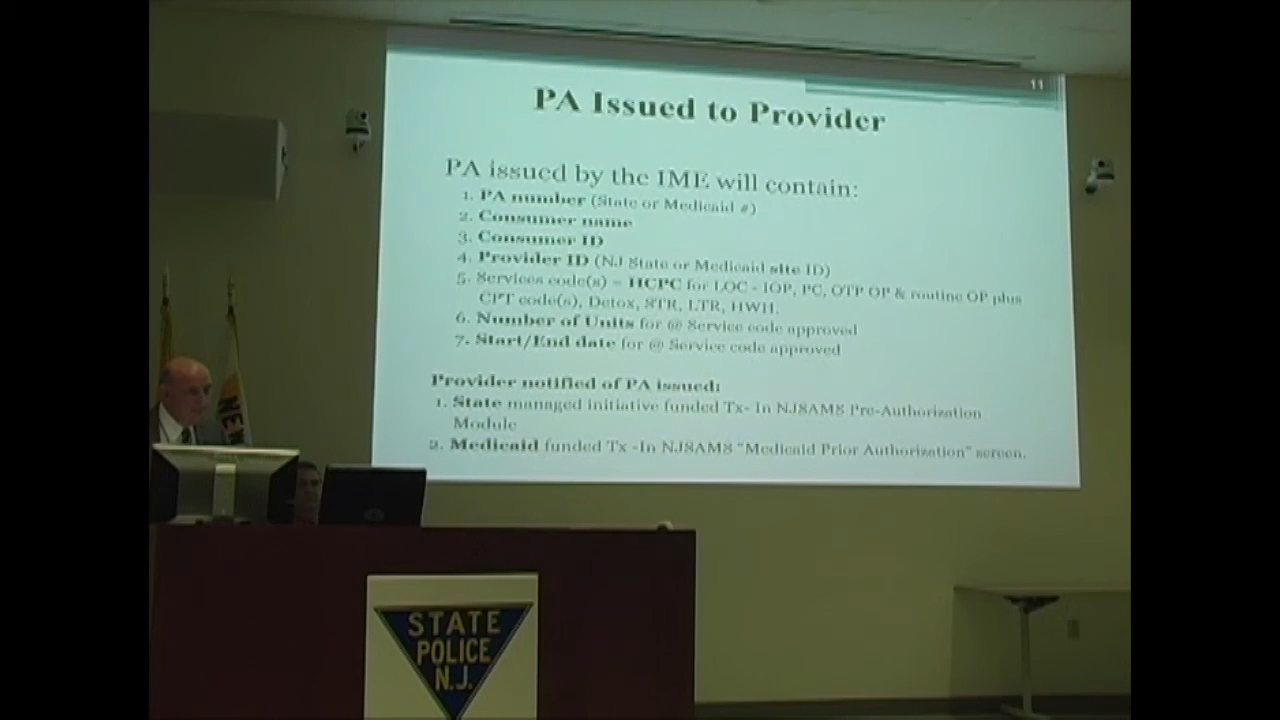 11
PA Issued to Provider
PA issued by the IME will contain:
1. PA number (State or Medicaid #)
2. Consumer name
3. Consumer ID
4. Provider ID (NJ State or Medicaid site ID)
5. Services code(s) – HCPC for LOC - IOP, PC, OTP OP & routine OP plus
CPT code(s), Detox, STR, LTR, HWH.
6. Number of Units for @ Service code approved
7. Start/End date for @ Service code approved
Provider notified of PA issued:
1. State managed initiative funded Tx- In NJSAMS Pre-Authorization
Module
2. Medicaid funded Tx -In NJSAMS "Medicaid Prior Authorization" screen.
NEW
STATE
POLICE
N.J.